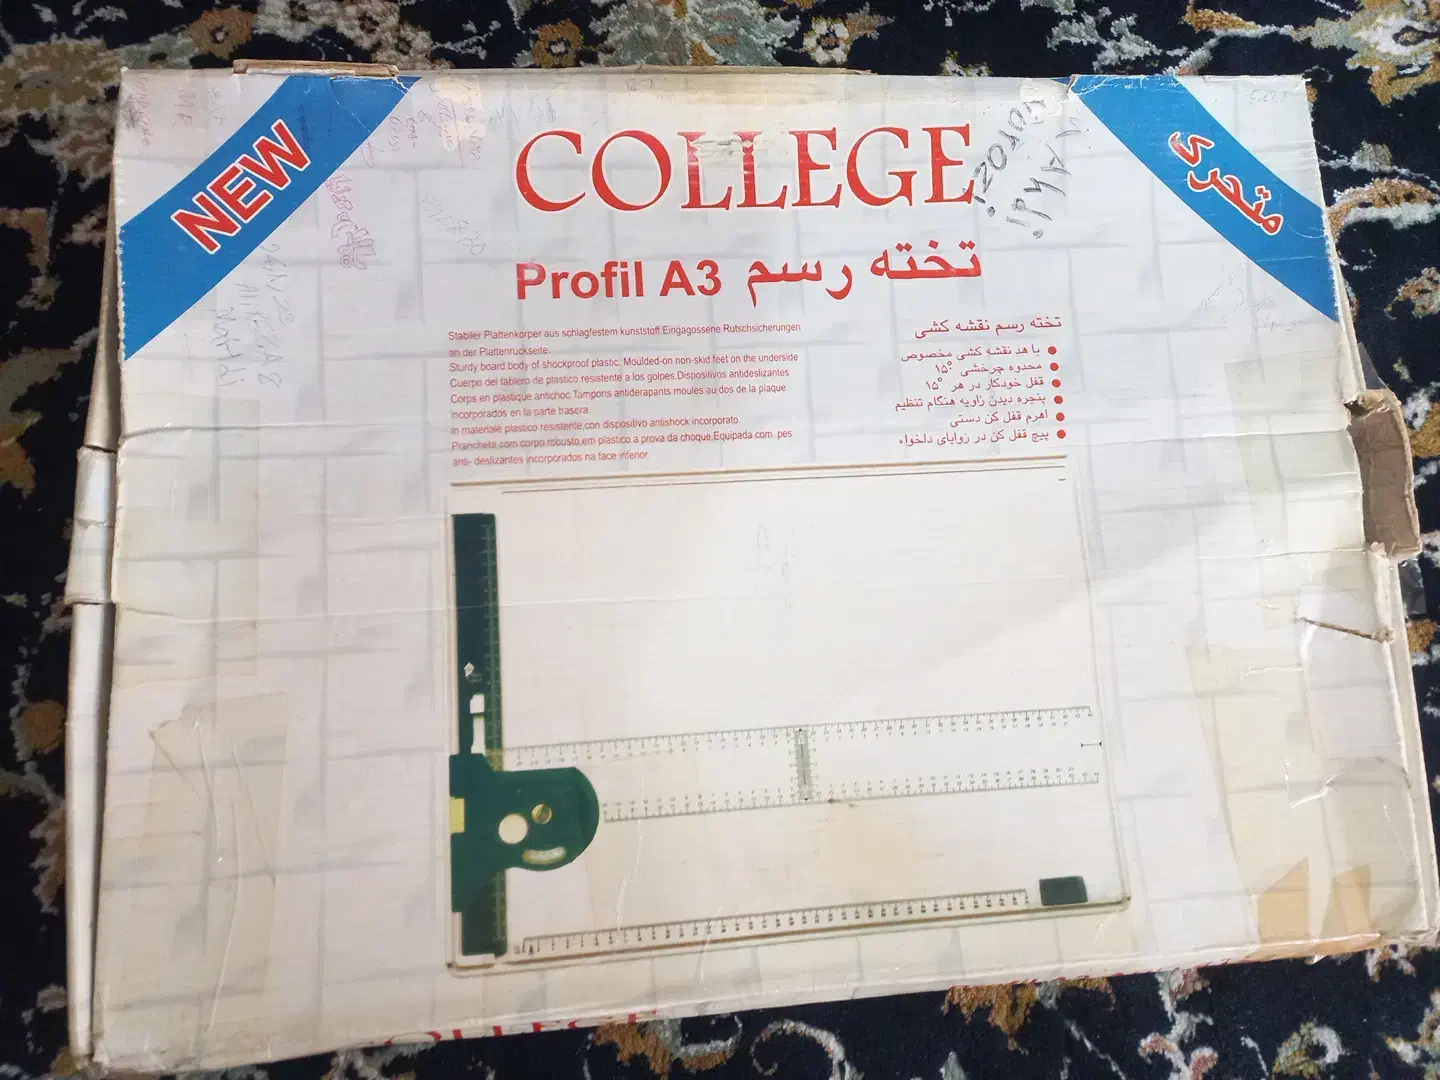 NEW
COLLEGE
متحرک
Profil A3 تخته رسم
Stabiler Plattenkorper aus schlagfestem kunststoff.Eingagossene Rutschsicherungen
an der Plattenruckseite
Sturdy board body of shockproof plastic. Moulded-on non-skid feet on the underside
Cuerpo del tablero de plastico resistente a los golpes.Dispositivos antideslizantes
Corps en plastique antichoc.Tampons antiderapants moules au dos de la plaque
incorporados en la parte trasera
in materiale plastico resistente,con dispositivo antishock incorporato
Prancheta com corpo robusto,em plastico a prova da choque.Equipada com .pes
anti- deslizantes incorporados na face inferior.
تخته رسم نقشه کشی
با هد نقشه کشی مخصوص
محدوه چرخشی ۱۵°
قفل خودکار در هر ۱۵°
پنجره دیدن زاویه هنگام تنظیم
اهرم قفل کن دستی
پیچ قفل کن در زوایای دلخواه
ALIREZA
MaHdi
COLLEGE